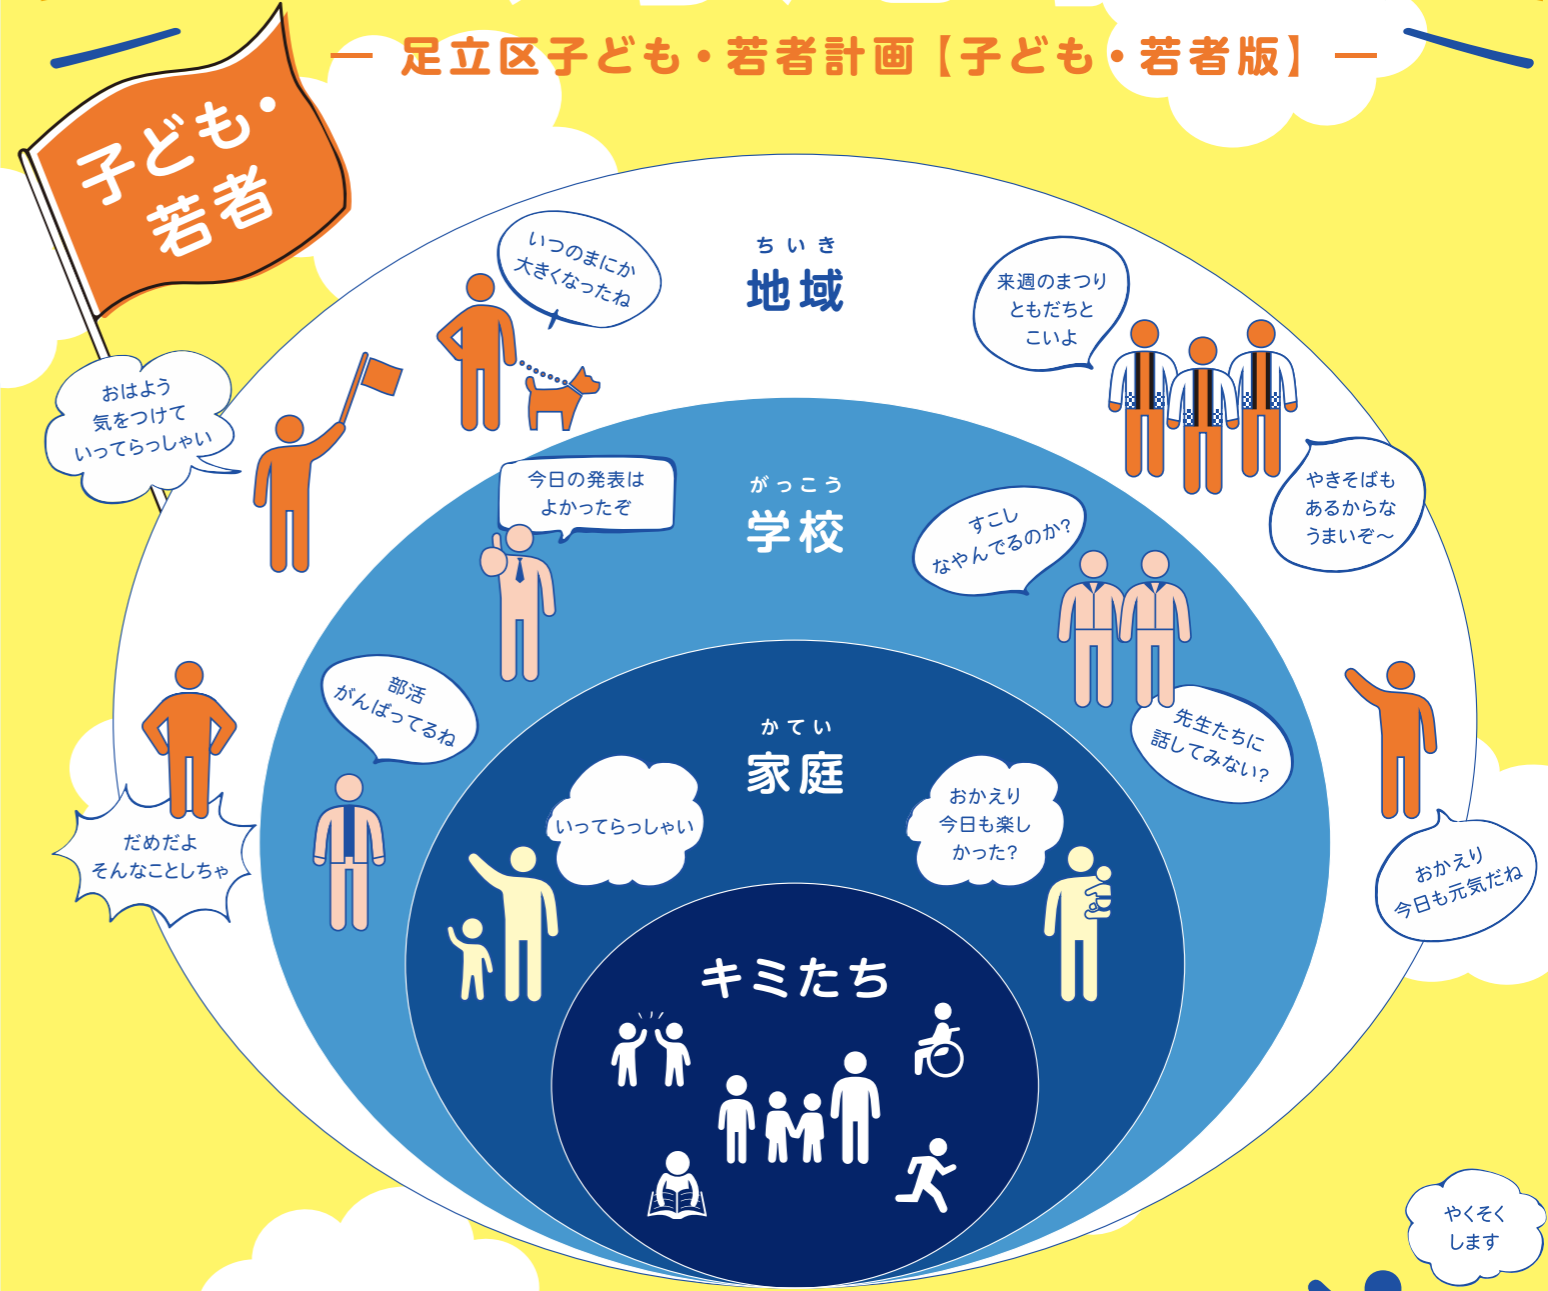 ― 足立区子ども・若者計画【子ども・若者版】―
子ども・
若者
ちいき
地域
いつのまにか
大きくなったね
来週のまつり
ともだちと
こいよ
おはよう
気をつけて
いってらっしゃい
やきそばも
あるからな
うまいぞ~
がっこう
学校
今日の発表は
よかったぞ
すこし
なやんでるのか?
部活
がんばってるね
先生たちに
話してみない?
かてい
家庭
いってらっしゃい
おかえり
今日も楽し
かった?
だめだよ
そんなことしちゃ
おかえり
今日も元気だね
キミたち
やくそく
します